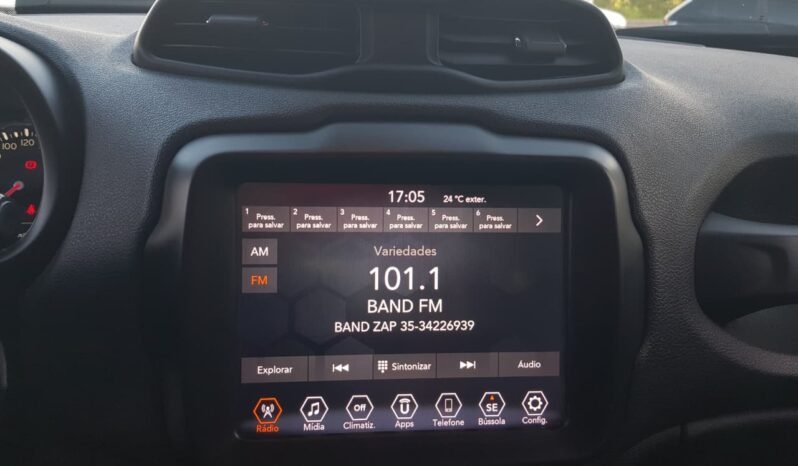 100 120
17:05 24 °C exter.
1 Press. para salvar 2 Press. para salvar 3 Press. para salvar 4 Press. para salvar 5 Press. para salvar 6 Press. para salvar
AM
Variedades
FM
101.1
BAND FM
BAND ZAP 35-34226939
Explorar Sintonizar Áudio
Off SE
Rádio Mídia Climatiz. Apps Telefone Bússola Config.